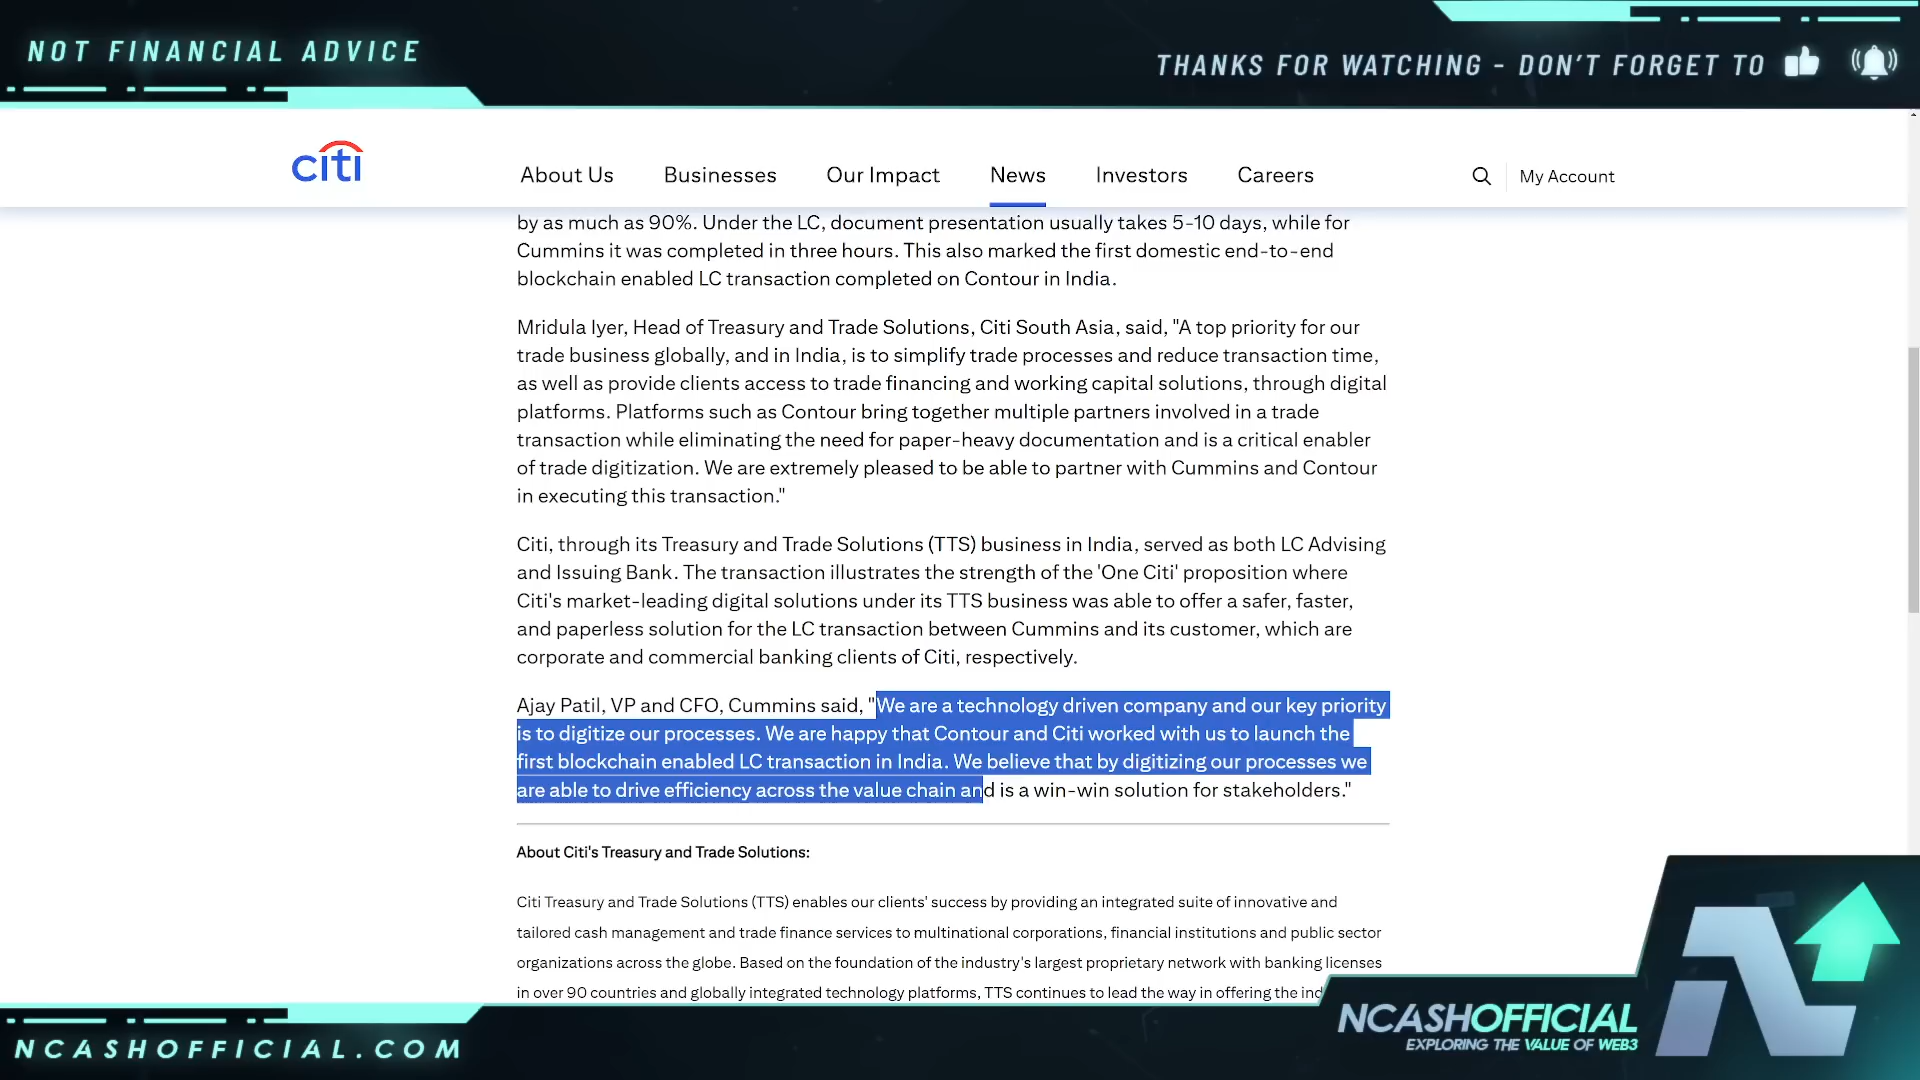 NOT FINANCIAL ADVICE
THANKS FOR WATCHING - DON'T FORGET TO
citi
About Us
Businesses
Our Impact
News
Investors
Careers
My Account
by as much as 90%. Under the LC, document presentation usually takes 5-10 days, while for
Cummins it was completed in three hours. This also marked the first domestic end-to-end
blockchain enabled LC transaction completed on Contour in India.
Mridula Iyer, Head of Treasury and Trade Solutions, Citi South Asia, said, "A top priority for our
trade business globally, and in India, is to simplify trade processes and reduce transaction time,
as well as provide clients access to trade financing and working capital solutions, through digital
platforms. Platforms such as Contour bring together multiple partners involved in a trade
transaction while eliminating the need for paper-heavy documentation and is a critical enabler
of trade digitization. We are extremely pleased to be able to partner with Cummins and Contour
in executing this transaction."
Citi, through its Treasury and Trade Solutions (TTS) business in India, served as both LC Advising
and Issuing Bank. The transaction illustrates the strength of the 'One Citi' proposition where
Citi's market-leading digital solutions under its TTS business was able to offer a safer, faster,
and paperless solution for the LC transaction between Cummins and its customer, which are
corporate and commercial banking clients of Citi, respectively.
Ajay Patil, VP and CFO, Cummins said, "We are a technology driven company and our key priority
is to digitize our processes. We are happy that Contour and Citi worked with us to launch the
first blockchain enabled LC transaction in India. We believe that by digitizing our processes we
are able to drive efficiency across the value chain and is a win-win solution for stakeholders."
About Citi's Treasury and Trade Solutions:
Citi Treasury and Trade Solutions (TTS) enables our clients' success by providing an integrated suite of innovative and
tailored cash management and trade finance services to multinational corporations, financial institutions and public sector
organizations across the globe. Based on the foundation of the industry's largest proprietary network with banking licenses
in over 90 countries and globally integrated technology platforms, TTS continues to lead the way in offering the ind
NCASHOFFICIAL.COM
NCASHOFFICIAL
EXPLORING THE VALUE OF WEB3